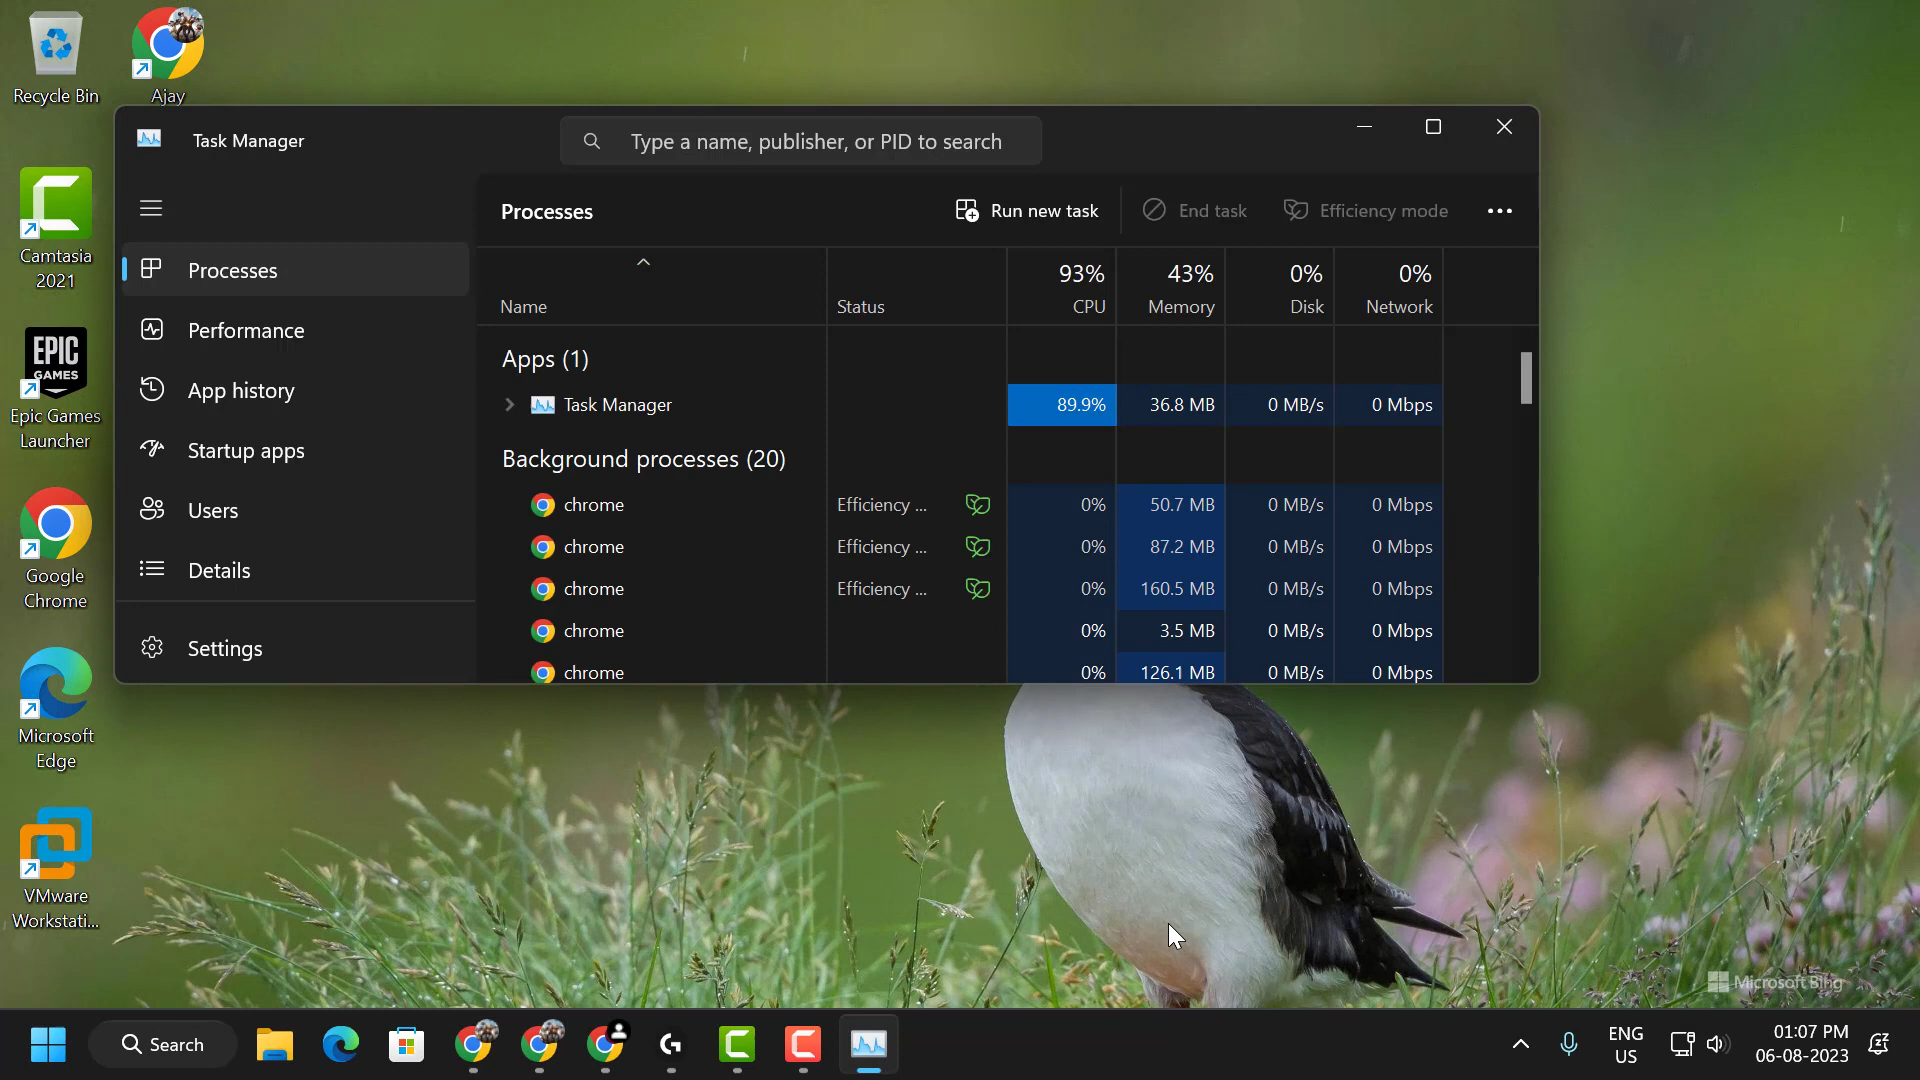 Recycle Bin
Ajay
Camtasia
2021
EPIC
GAMES
Epic Games
Launcher
Google
Chrome
Microsoft
Edge
VMware
Workstati...
Task Manager
Type a name, publisher, or PID to search
Processes
Performance
App history
Startup apps
Users
Details
Settings
Processes
Run new task
End task
Efficiency mode
93% 43% 0% 0%
Name Status CPU Memory Disk Network
Apps (1)
Task Manager 89.9% 36.8 MB 0 MB/s 0 Mbps
Background processes (20)
chrome Efficiency ... 0% 50.7 MB 0 MB/s 0 Mbps
chrome Efficiency ... 0% 87.2 MB 0 MB/s 0 Mbps
chrome Efficiency ... 0% 160.5 MB 0 MB/s 0 Mbps
chrome 0% 3.5 MB 0 MB/s 0 Mbps
chrome 0% 126.1 MB 0 MB/s 0 Mbps
Microsoft Bing
Search
ENG
US
01:07 PM
06-08-2023